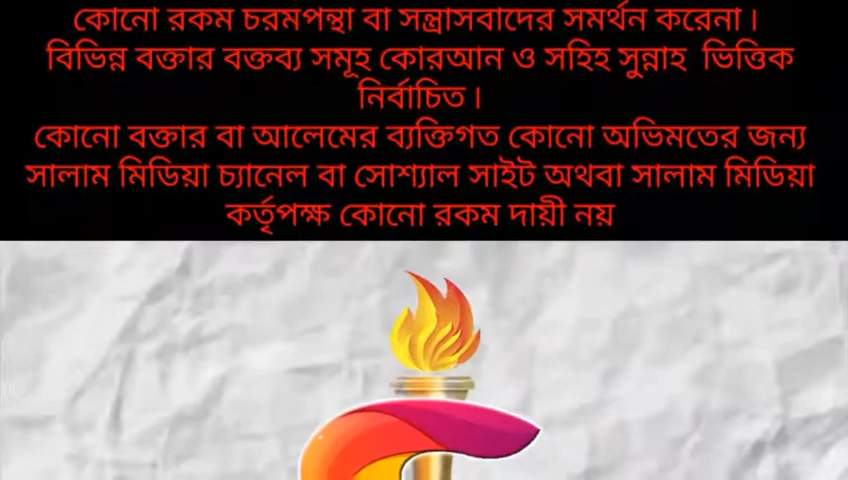 কোনো রকম চরমপন্থা বা সন্ত্রাসবাদের সমর্থন করেনা।
বিভিন্ন বক্তার বক্তব্য সমূহ কোরআন ও সহিহ সুন্নাহ ভিত্তিক
নির্বাচিত।
কোনো বক্তার বা আলেমের ব্যক্তিগত কোনো অভিমতের জন্য
সালাম মিডিয়া চ্যানেল বা সোশ্যাল সাইট অথবা সালাম মিডিয়া
কর্তৃপক্ষ কোনো রকম দায়ী নয়